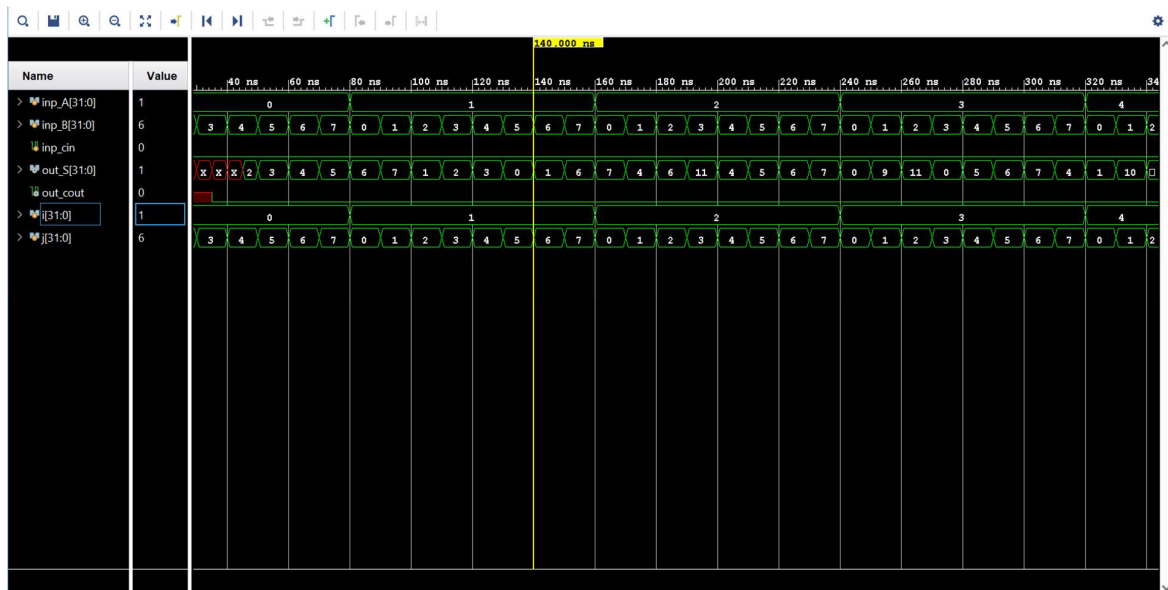 140.000 ns
Name Value 40 ns 60 ns 80 ns 100 ns 120 ns 140 ns 160 ns 180 ns 200 ns 220 ns 240 ns 260 ns 280 ns 300 ns 320 ns 34
inp_A[31:0] 1 0 1 2 3 4
inp_B[31:0] 6 3 4 5 6 7 0 1 2 3 4 5 6 7 0 1 2 3 4 5 6 7 0 1 2 3 4 5 6 7 0 1 2
inp_cin 0
out_S[31:0] 1 X X X 2 3 4 5 6 7 1 2 3 0 1 6 7 4 6 11 4 5 6 7 0 9 11 0 5 6 7 4 1 10
out_cout 0
i[31:0] 1 0 1 2 3 4
j[31:0] 6 3 4 5 6 7 0 1 2 3 4 5 6 7 0 1 2 3 4 5 6 7 0 1 2 3 4 5 6 7 0 1 2